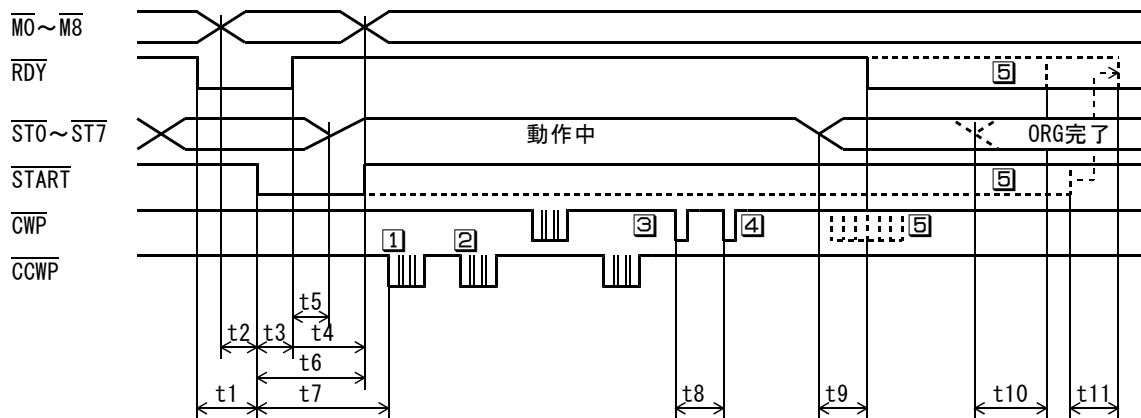 M0～M8
RDY
5
ST0～ST7
動作中
ORG完了
START
5
CWP
3
4
5
CCWP
1
2
t5
t2
t3
t4
t6
t1
t7
t8
t9
t10
t11